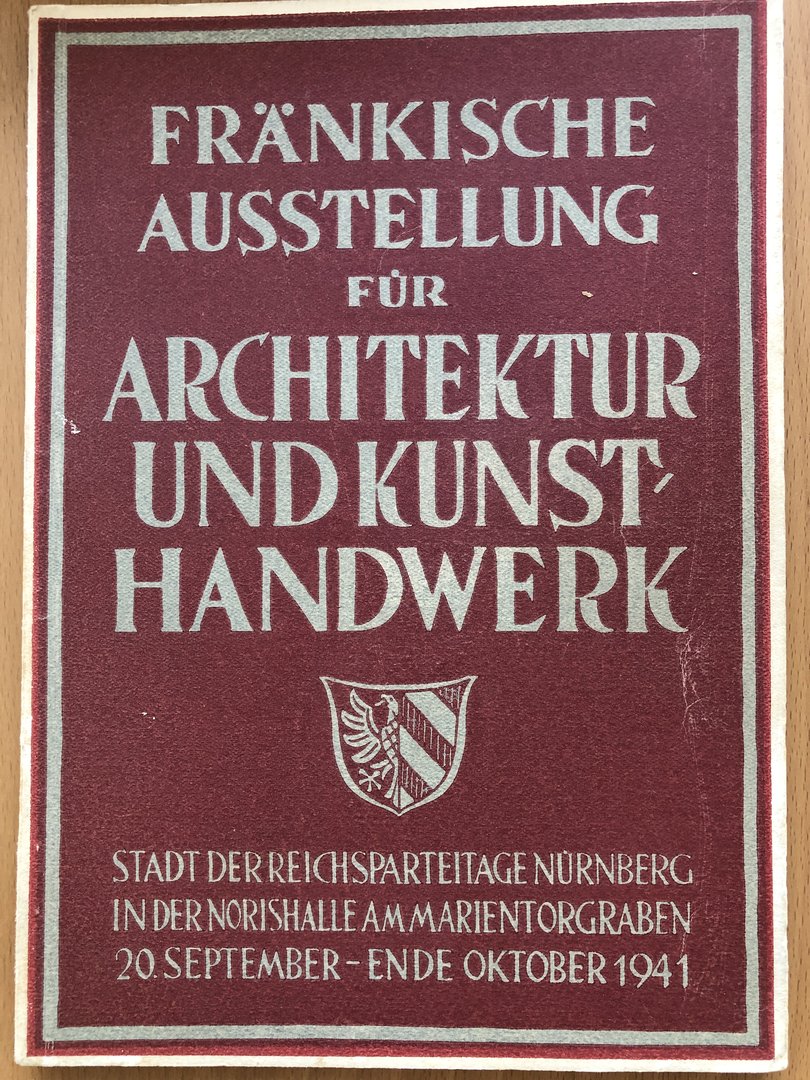 FRÄNKISCHE
AUSSTELLUNG
FÜR
ARCHITEKTUR
UND KUNST-
HANDWERK
STADT DER REICHSPARTEITAGE NÜRNBERG
IN DER NORISHALLE AM MARIENTORGRABEN
20. SEPTEMBER – ENDE OKTOBER 1941